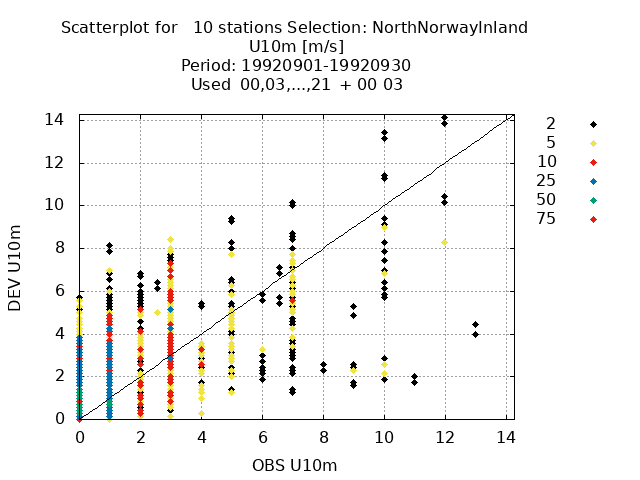 Scatterplot for   10 stations Selection: NorthNorwayInland
U10m [m/s]
Period: 19920901-19920930
Used  00,03,...,21  + 00 03
14
12
10
8
6
4
2
0
DEV U10m
0 2 4 6 8 10 12 14
OBS U10m
2
5
10
25
50
75